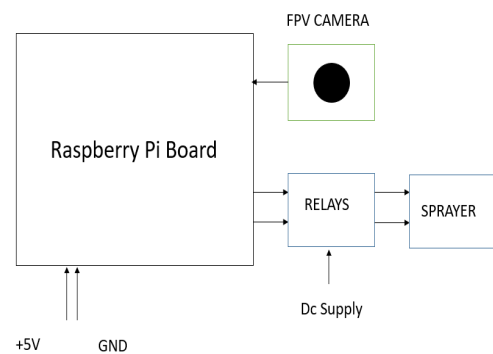 FPV CAMERA
Raspberry Pi Board
RELAYS
SPRAYER
Dc Supply
+5V
GND